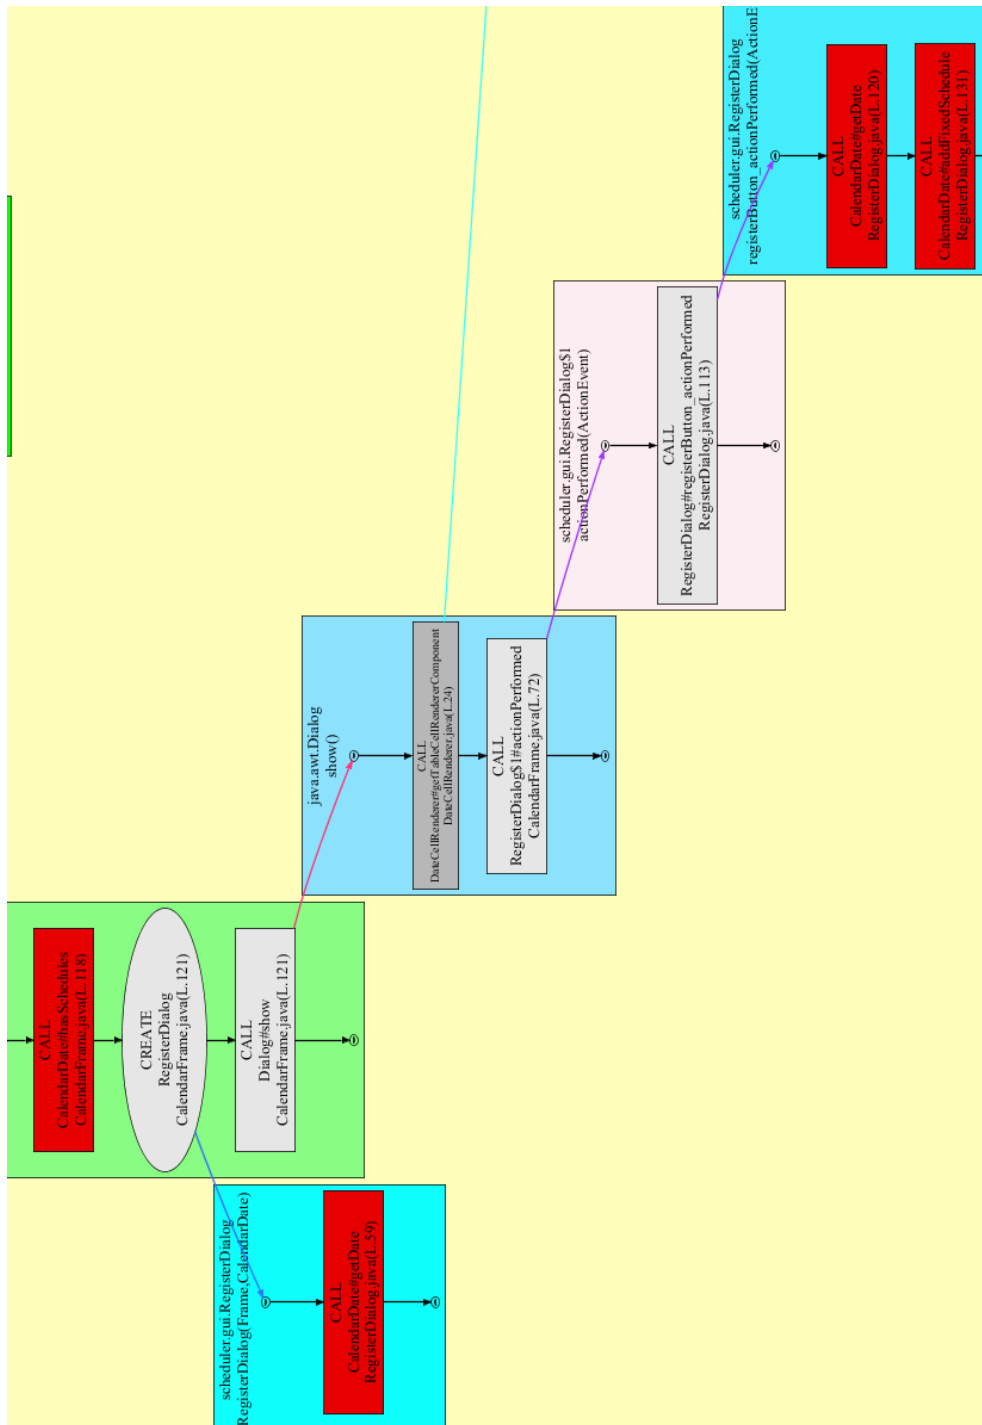 CALL
CalendarDate#hasSchedules
CalendarFrame.java(L.118)
CREATE
RegisterDialog
CalendarFrame.java(L.121)
CALL
Dialog#show
CalendarFrame.java(L.121)
scheduler.gui.RegisterDialog
RegisterDialog(Frame,CalendarDate)
CALL
CalendarDate#getDate
RegisterDialog.java(L.59)
java.awt.Dialog
show()
CALL
DateCellRenderer#getTableCellRendererComponent
DateCellRenderer.java(L.24)
CALL
RegisterDialog$1#actionPerformed
CalendarFrame.java(L.72)
scheduler.gui.RegisterDialog$1
actionPerformed(ActionEvent)
CALL
RegisterDialog#registerButton_actionPerformed
RegisterDialog.java(L.113)
scheduler.gui.RegisterDialog
registerButton_actionPerformed(ActionE
CALL
CalendarDate#getDate
RegisterDialog.java(L.120)
CALL
CalendarDate#addFixedSchedule
RegisterDialog.java(L.131)